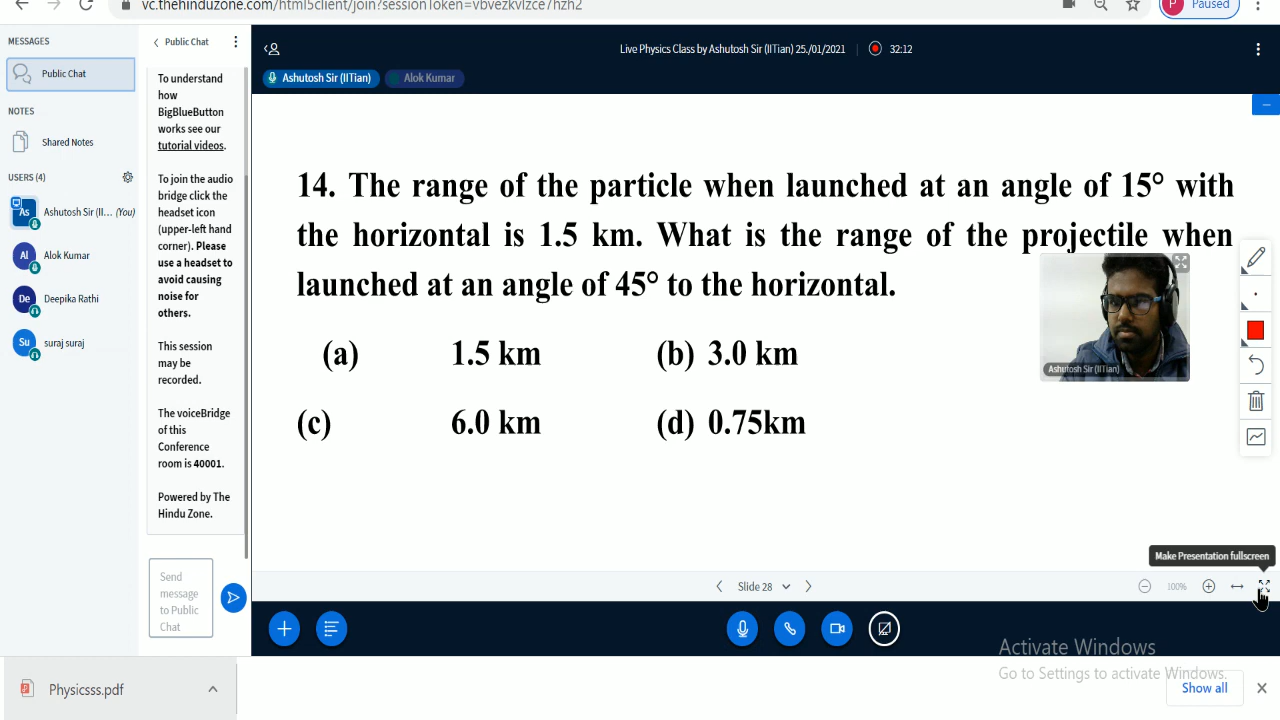 vc.thehinduzone.com/html5client/join?sessionToken=vbvezkvlzce7hzh2
P
Paused
MESSAGES
Public Chat
NOTES
Shared Notes
USERS (4)
As
Ashutosh Sir (II... (You)
Al
Alok Kumar
De
Deepika Rathi
Su
suraj suraj
Public Chat
To understand
how
BigBlueButton
works see our
tutorial videos.
To join the audio
bridge click the
headset icon
(upper-left hand
corner). Please
use a headset to
avoid causing
noise for
others.
This session
may be
recorded.
The voiceBridge
of this
Conference
room is 40001.
Powered by The
Hindu Zone.
Send
message
to Public
Chat
Live Physics Class by Ashutosh Sir (IITian) 25./01/2021
32:12
Ashutosh Sir (IITian)
Alok Kumar
14. The range of the particle when launched at an angle of 15° with
the horizontal is 1.5 km. What is the range of the projectile when
launched at an angle of 45° to the horizontal.
(a) 1.5 km (b) 3.0 km
(c) 6.0 km (d) 0.75km
Ashutosh Sir (IITian)
Make Presentation fullscreen
Slide 28
100%
Activate Windows
Go to Settings to activate Windows.
Physicsss.pdf
Show all